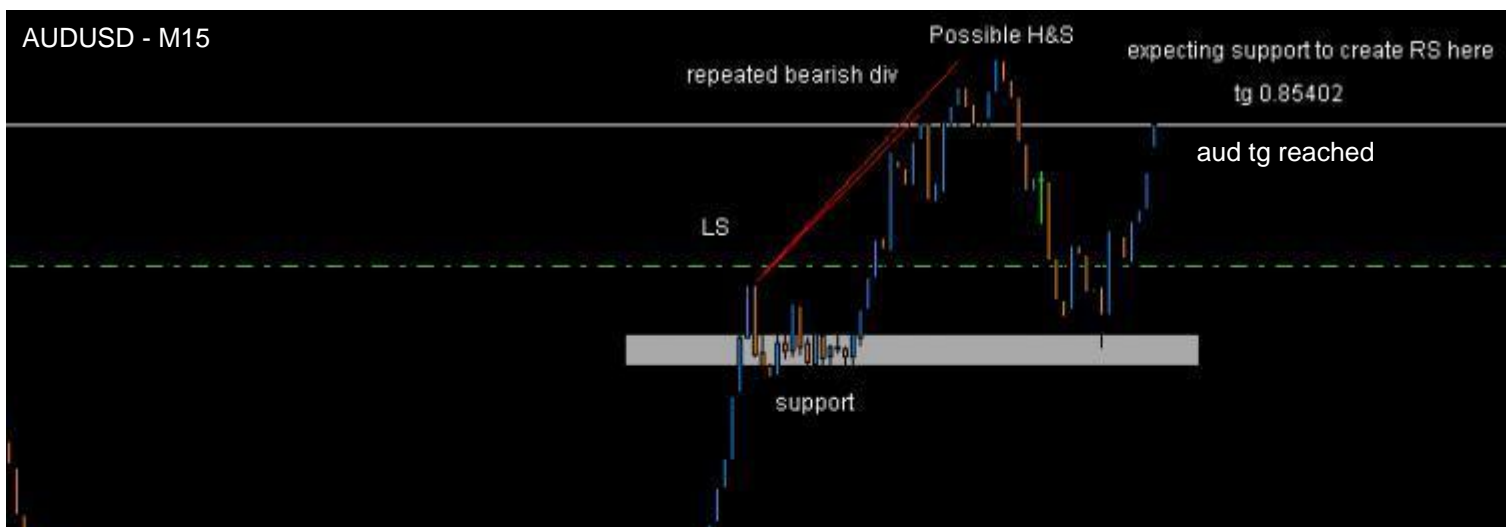 AUDUSD - M15
Possible H&S
expecting support to create RS here
repeated bearish div
tg 0.85402
aud tg reached
LS
support